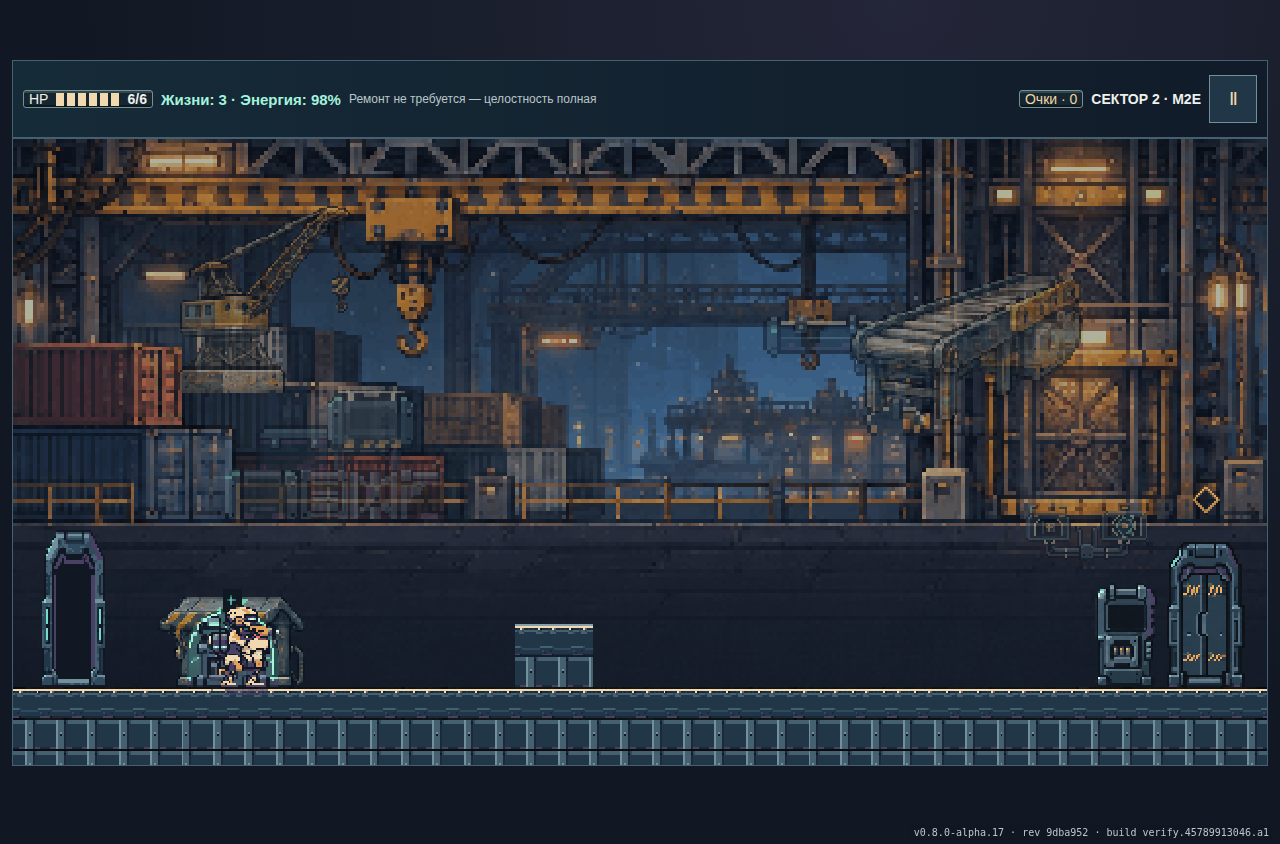 HP 6/6 Жизни: 3 · Энергия: 98% Ремонт не требуется — целостность полная Очки · 0 СЕКТОР 2 · M2E II
v0.8.0-alpha.17 · rev 9dba952 · build verify.45789913046.a1